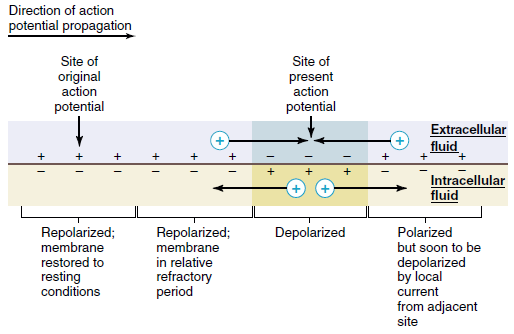 Direction of action
potential propagation
Site of
original
action
potential
Site of
present
action
potential
Extracellular
fluid
+ + + + + + − − − + + +
− − − − − − + + + − − −
+ +
+ +
Intracellular
fluid
Repolarized;
membrane
restored to
resting
conditions
Repolarized;
membrane
in relative
refractory
period
Depolarized
Polarized
but soon to be
depolarized
by local
current
from adjacent
site